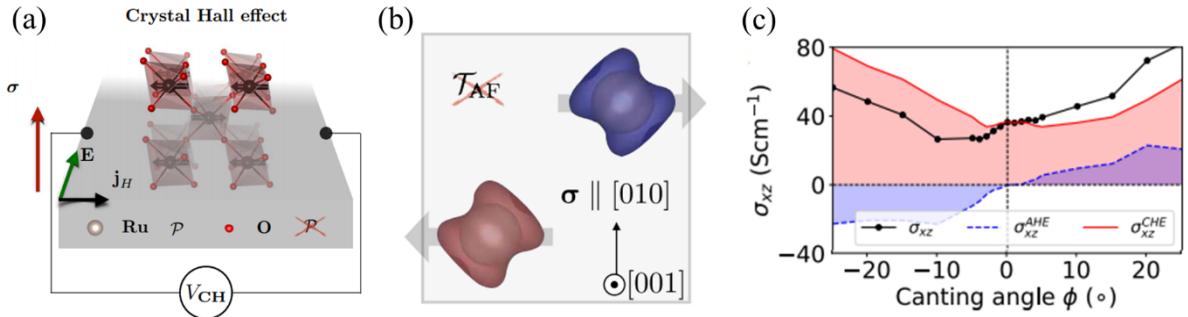 (a)
Crystal Hall effect
σ
E
j_H
Ru 𝒫 O 𝒫
V_CH
(b)
𝒯_AF
σ ∥ [010]
[001]
(c)
80
40
0
−40
σ_xz (Scm⁻¹)
σ_xz σ_xz^AHE σ_xz^CHE
−20 −10 0 10 20
Canting angle ϕ (∘)